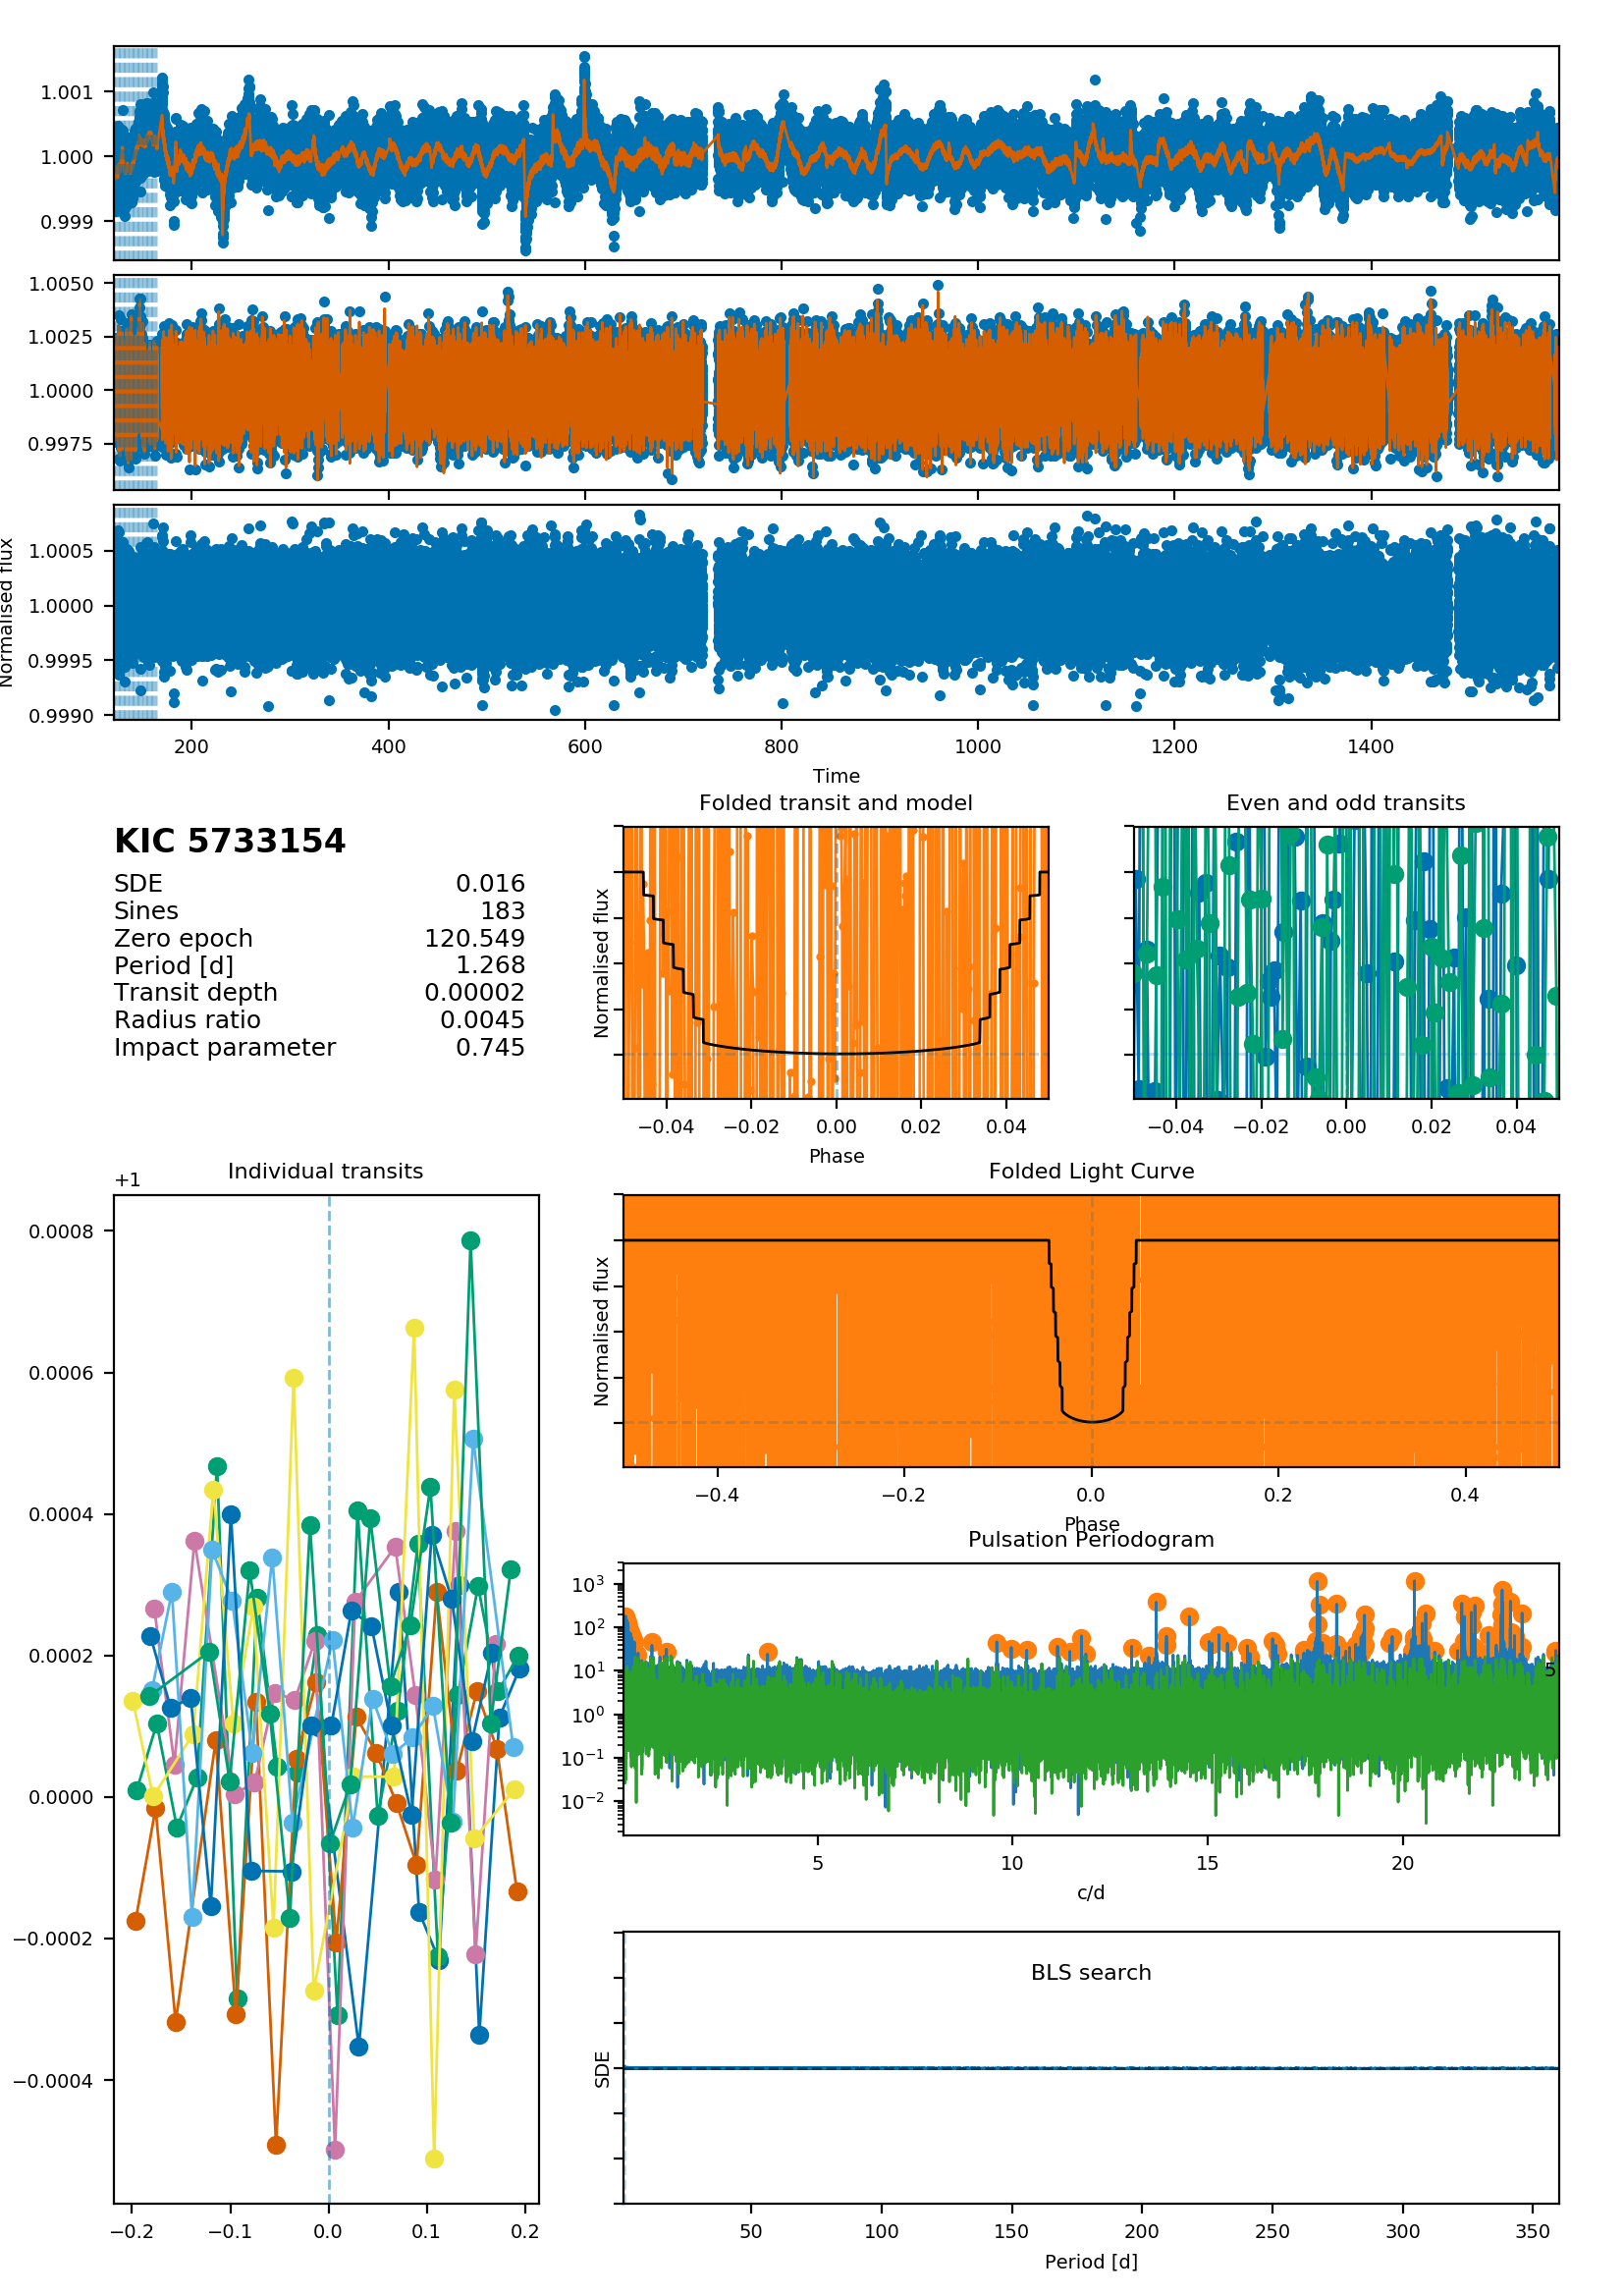 1.001
1.000
0.999
1.0050
1.0025
1.0000
0.9975
1.0005
1.0000
0.9995
0.9990
Normalised flux
200 400 600 800 1000 1200 1400
Time
KIC 5733154
SDE 0.016
Sines 183
Zero epoch 120.549
Period [d] 1.268
Transit depth 0.00002
Radius ratio 0.0045
Impact parameter 0.745
Folded transit and model
Normalised flux
−0.04 −0.02 0.00 0.02 0.04
Phase
Even and odd transits
−0.04 −0.02 0.00 0.02 0.04
Individual transits
+1
0.0008
0.0006
0.0004
0.0002
0.0000
−0.0002
−0.0004
−0.2 −0.1 0.0 0.1 0.2
Folded Light Curve
Normalised flux
−0.4 −0.2 0.0 0.2 0.4
Phase
Pulsation Periodogram
10³
10²
10¹
10⁰
10⁻¹
10⁻²
5
5 10 15 20
c/d
BLS search
SDE
50 100 150 200 250 300 350
Period [d]